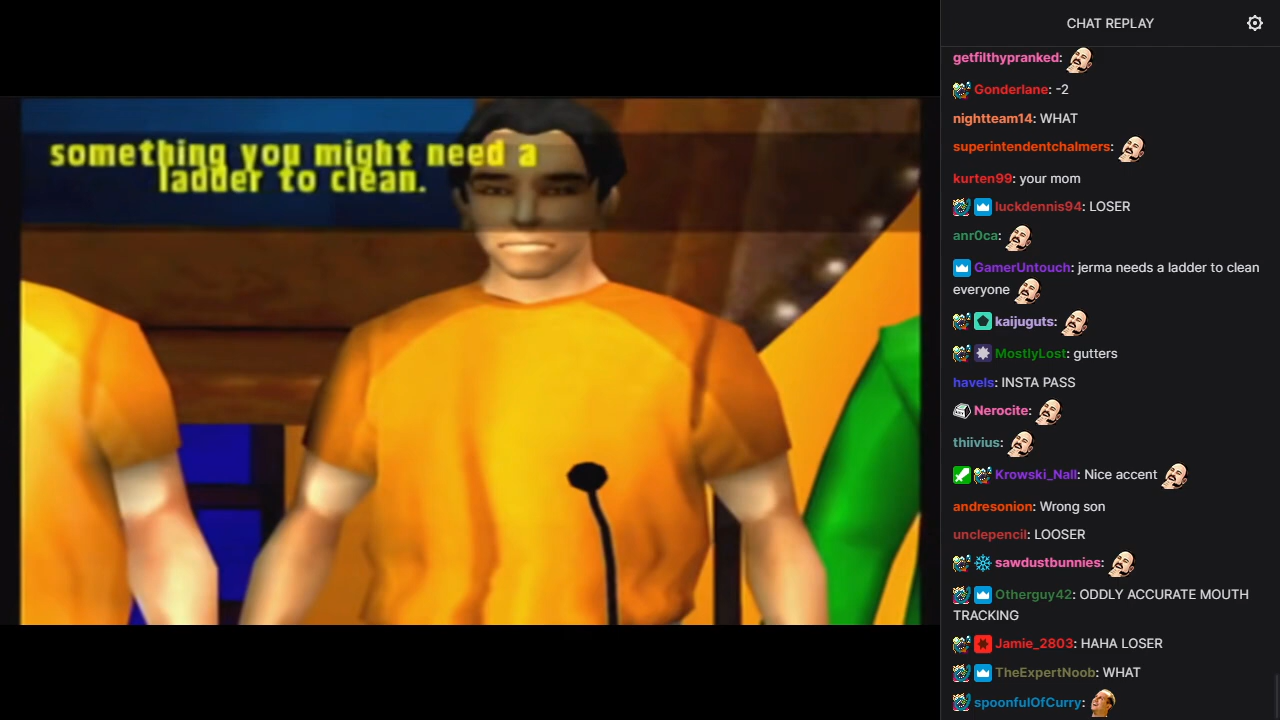 something you might need a
ladder to clean.
CHAT REPLAY
getfilthypranked:
Gonderlane: -2
nightteam14: WHAT
superintendentchalmers:
kurten99: your mom
luckdennis94: LOSER
anr0ca:
GamerUntouch: jerma needs a ladder to clean
everyone
kaijuguts:
MostlyLost: gutters
havels: INSTA PASS
Nerocite:
thiivius:
Krowski_Nall: Nice accent
andresonion: Wrong son
unclepencil: LOOSER
sawdustbunnies:
Otherguy42: ODDLY ACCURATE MOUTH
TRACKING
Jamie_2803: HAHA LOSER
TheExpertNoob: WHAT
spoonfulOfCurry: